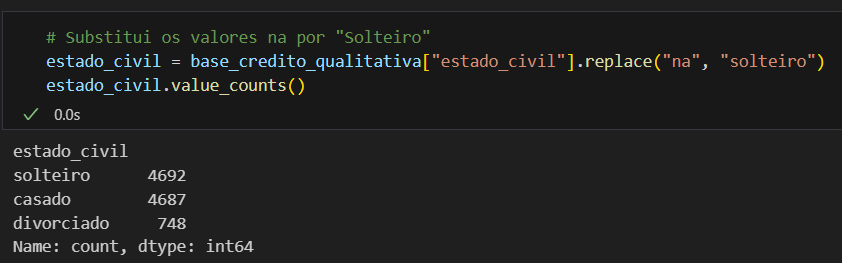 # Substitui os valores na por "Solteiro"
estado_civil = base_credito_qualitativa["estado_civil"].replace("na", "solteiro")
estado_civil.value_counts()
0.0s
estado_civil
solteiro      4692
casado        4687
divorciado     748
Name: count, dtype: int64